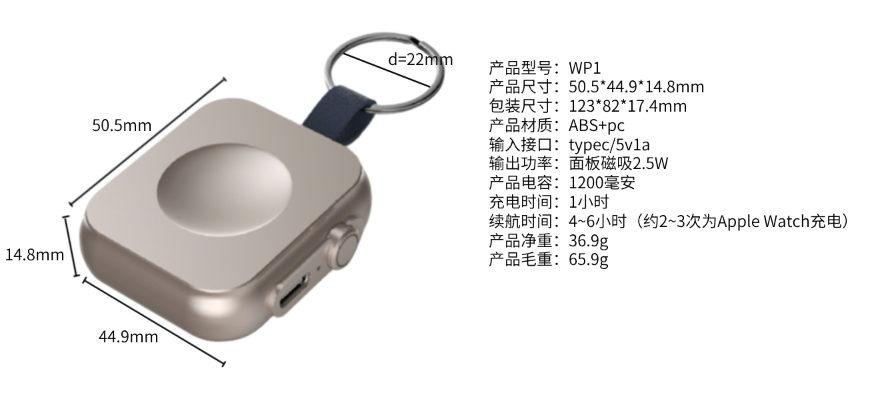 d=22mm
50.5mm
14.8mm
44.9mm
产品型号：WP1
产品尺寸：50.5*44.9*14.8mm
包装尺寸：123*82*17.4mm
产品材质：ABS+pc
输入接口：typec/5v1a
输出功率：面板磁吸2.5W
产品电容：1200毫安
充电时间：1小时
续航时间：4~6小时（约2~3次为Apple Watch充电）
产品净重：36.9g
产品毛重：65.9g